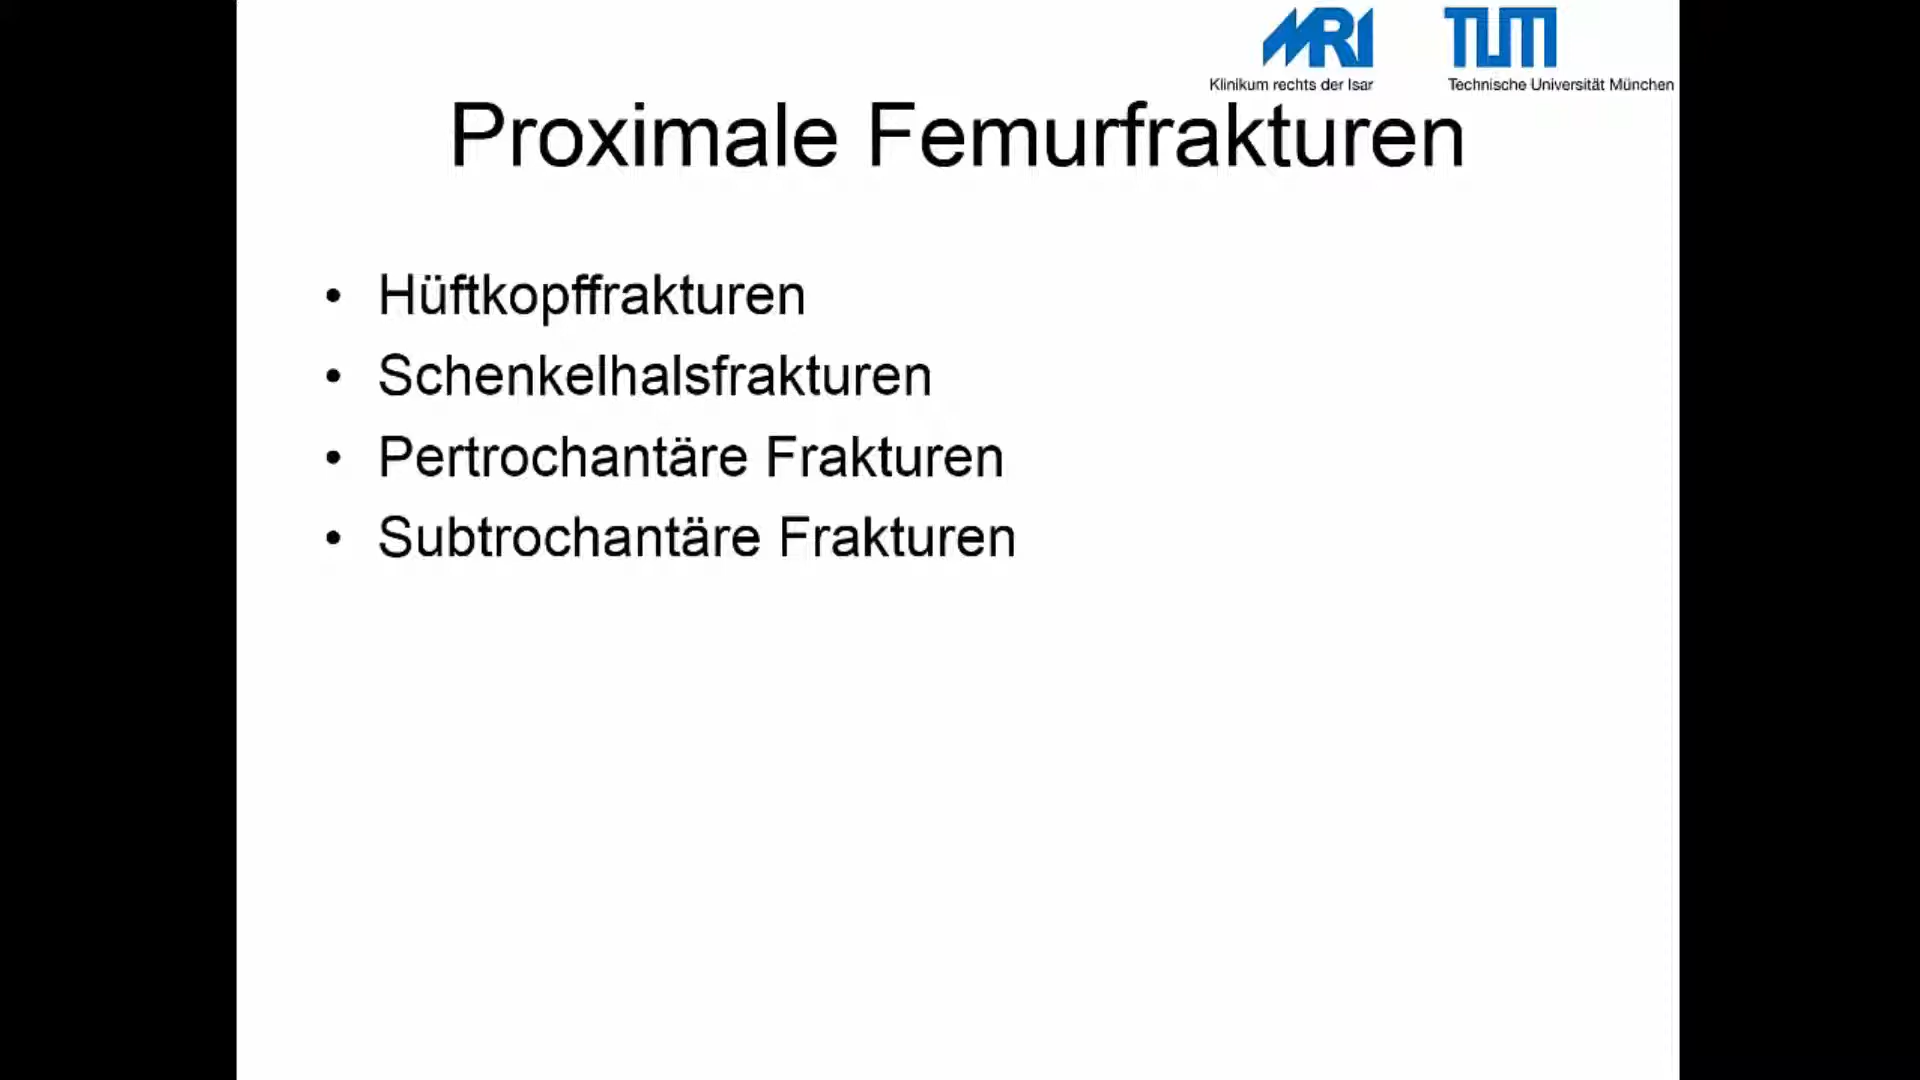 MRI TUM
Klinikum rechts der Isar Technische Universität München
Proximale Femurfrakturen
• Hüftkopffrakturen
• Schenkelhalsfrakturen
• Pertrochantäre Frakturen
• Subtrochantäre Frakturen